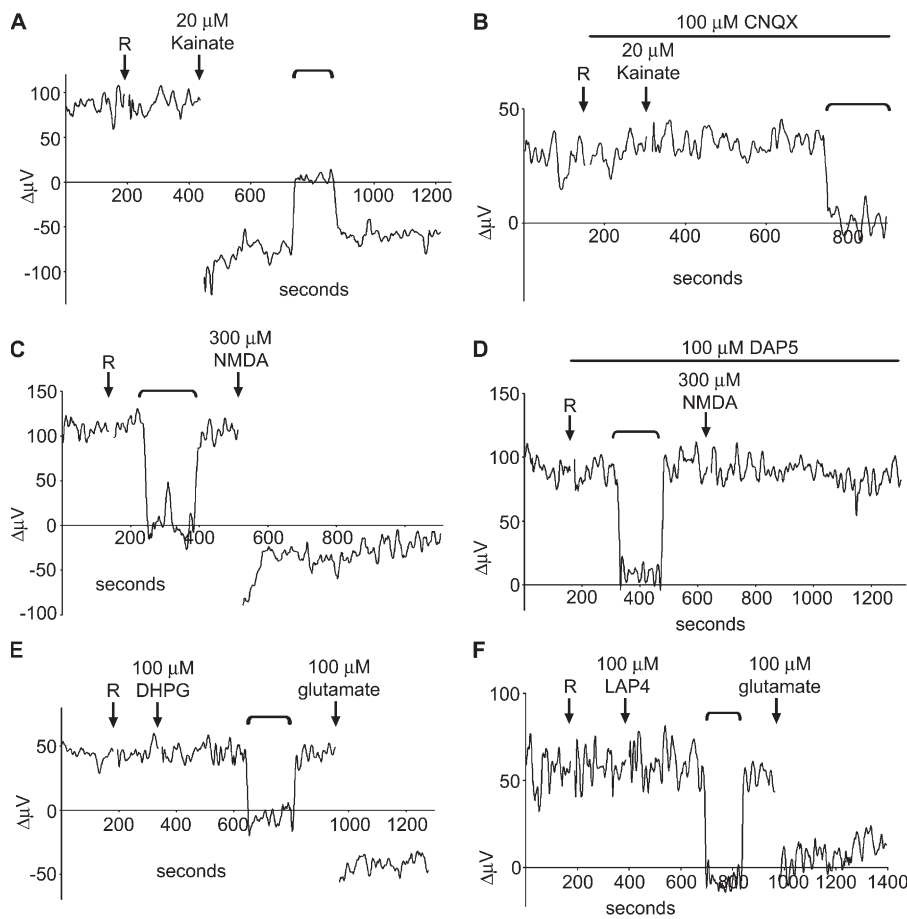 A
R
20 μM
Kainate
100
50
0
-50
-100
200
400
600
1000
1200
ΔμV
seconds
B
100 μM CNQX
R
20 μM
Kainate
50
0
200
400
600
800
ΔμV
seconds
C
R
300 μM
NMDA
150
100
50
0
-50
-100
200
400
600
800
ΔμV
seconds
D
100 μM DAP5
R
300 μM
NMDA
150
100
50
0
200
400
600
800
1000
1200
ΔμV
seconds
E
R
100 μM
DHPG
100 μM
glutamate
100
50
0
-50
200
400
600
1000
1200
ΔμV
seconds
F
R
100 μM
LAP4
100 μM
glutamate
100
50
0
200
400
600
800
1000
1200
1400
ΔμV
seconds